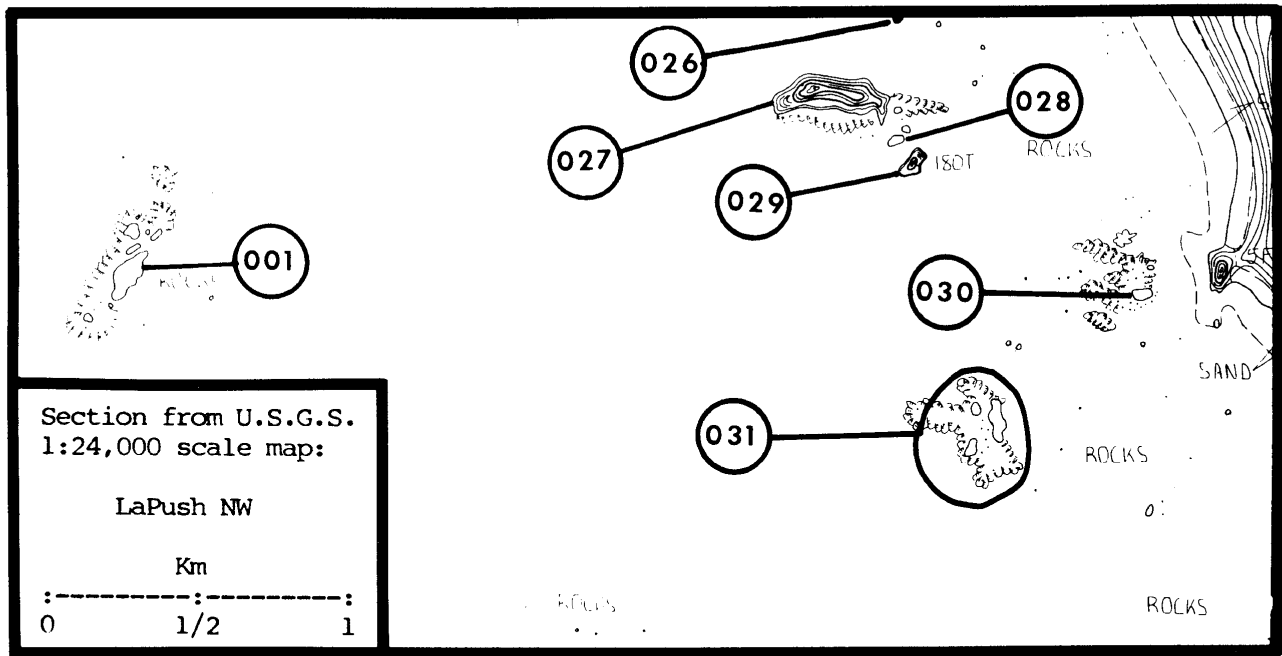 026
028
027
ROCKS
180T
029
001
030
SAND
031
ROCKS
Section from U.S.G.S.
1:24,000 scale map:
LaPush NW
Km
0 1/2 1
ROCKS
ROCKS